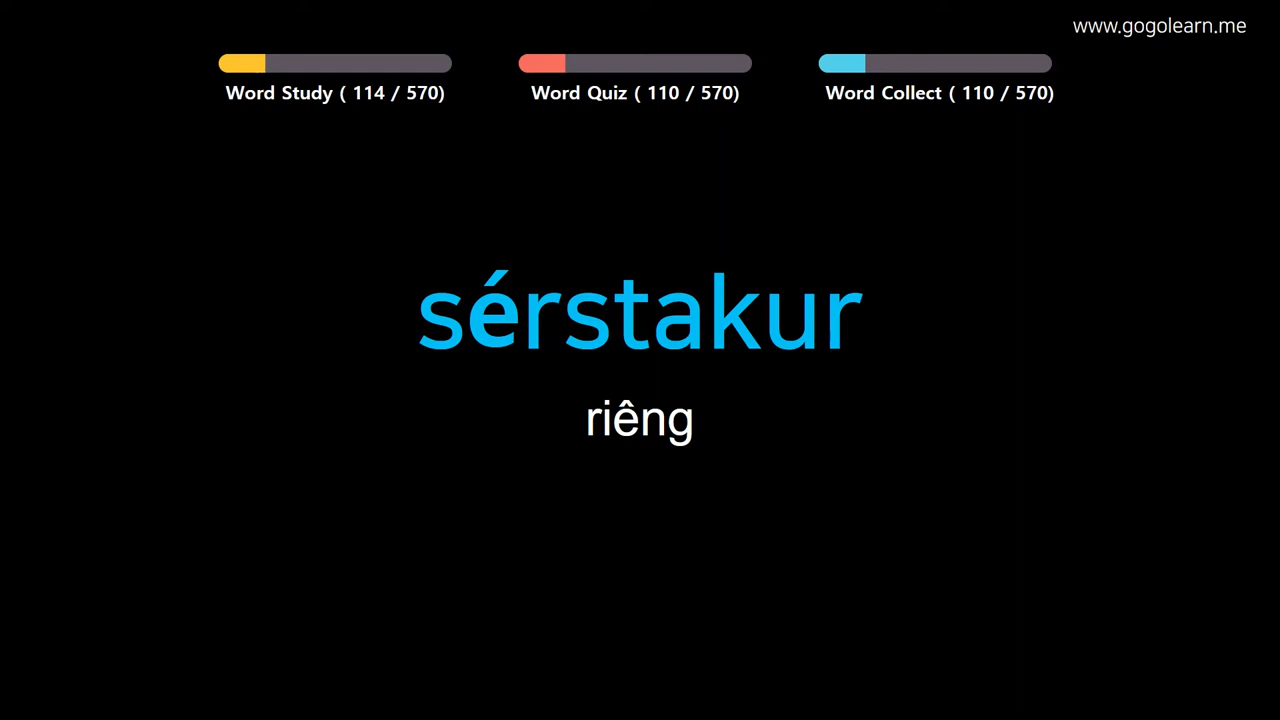 www.gogolearn.me
Word Study ( 114 / 570)
Word Quiz ( 110 / 570)
Word Collect ( 110 / 570)
sérstakur
riêng